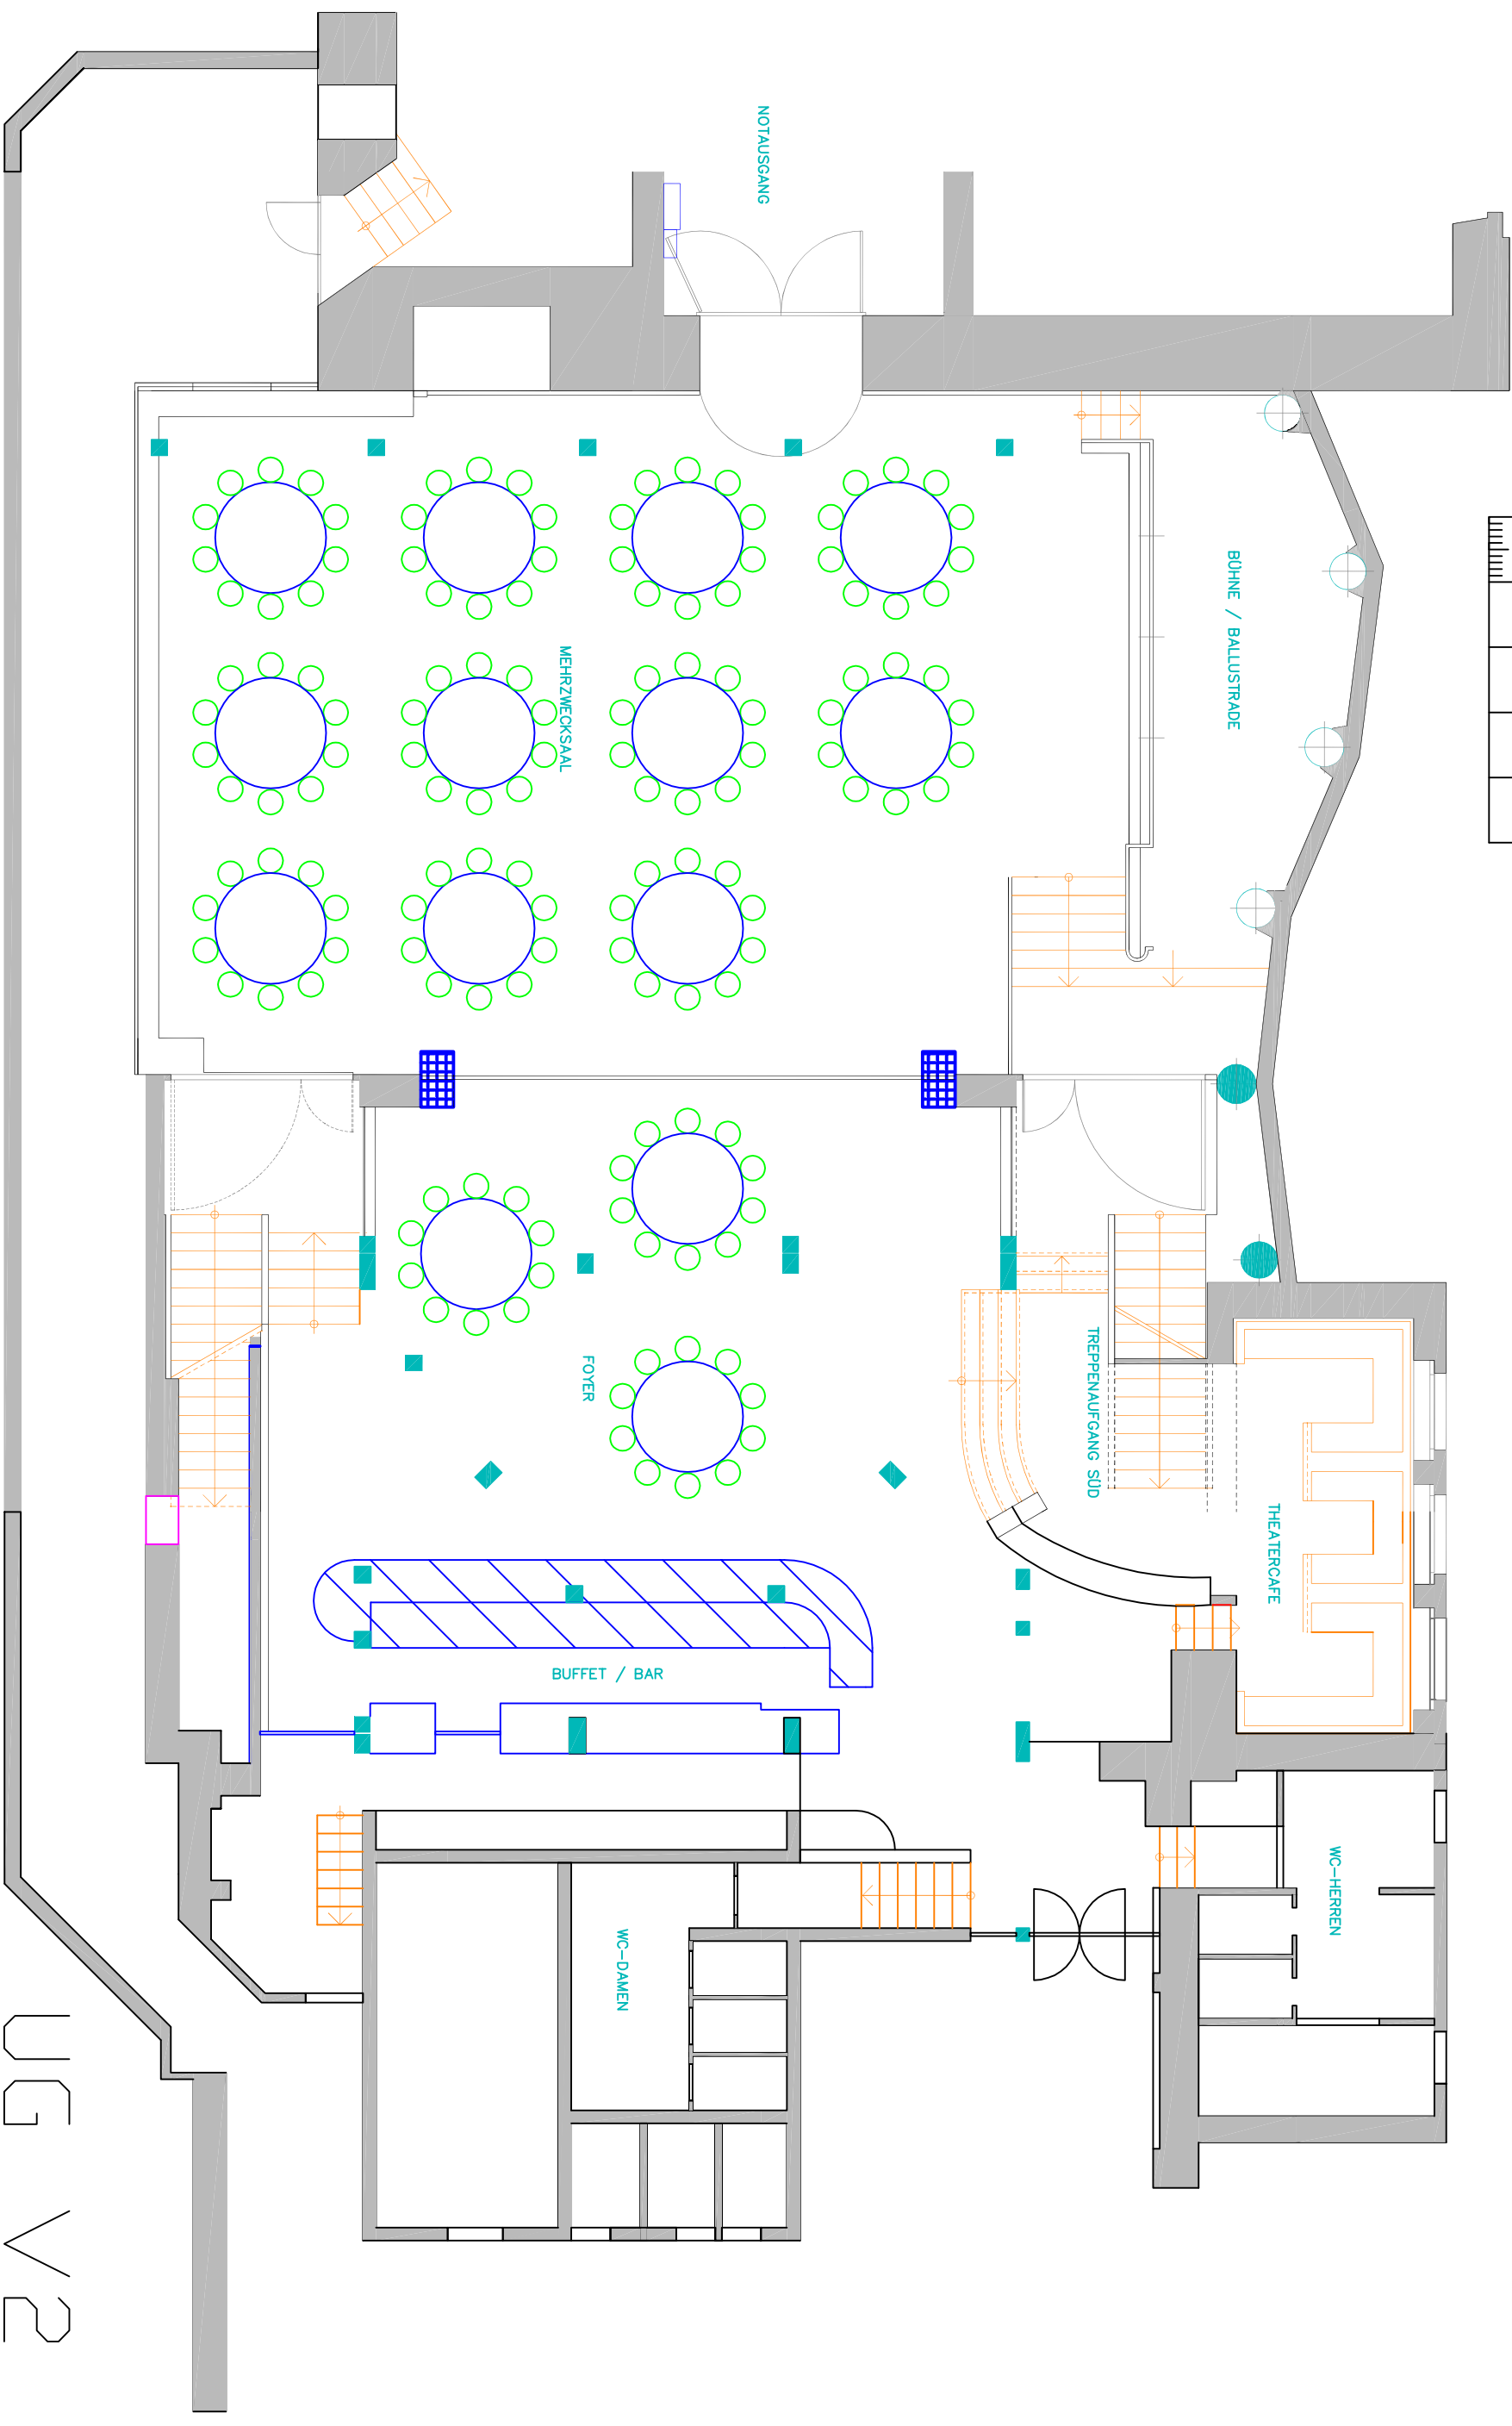 NOTAUSGANG
BÜHNE / BALLUSTRADE
MEHRZWECKSAAL
TREPPENAUFGANG SÜD
FOYER
THEATERCAFE
BUFFET / BAR
WC-HERREN
WC-DAMEN
UG V2